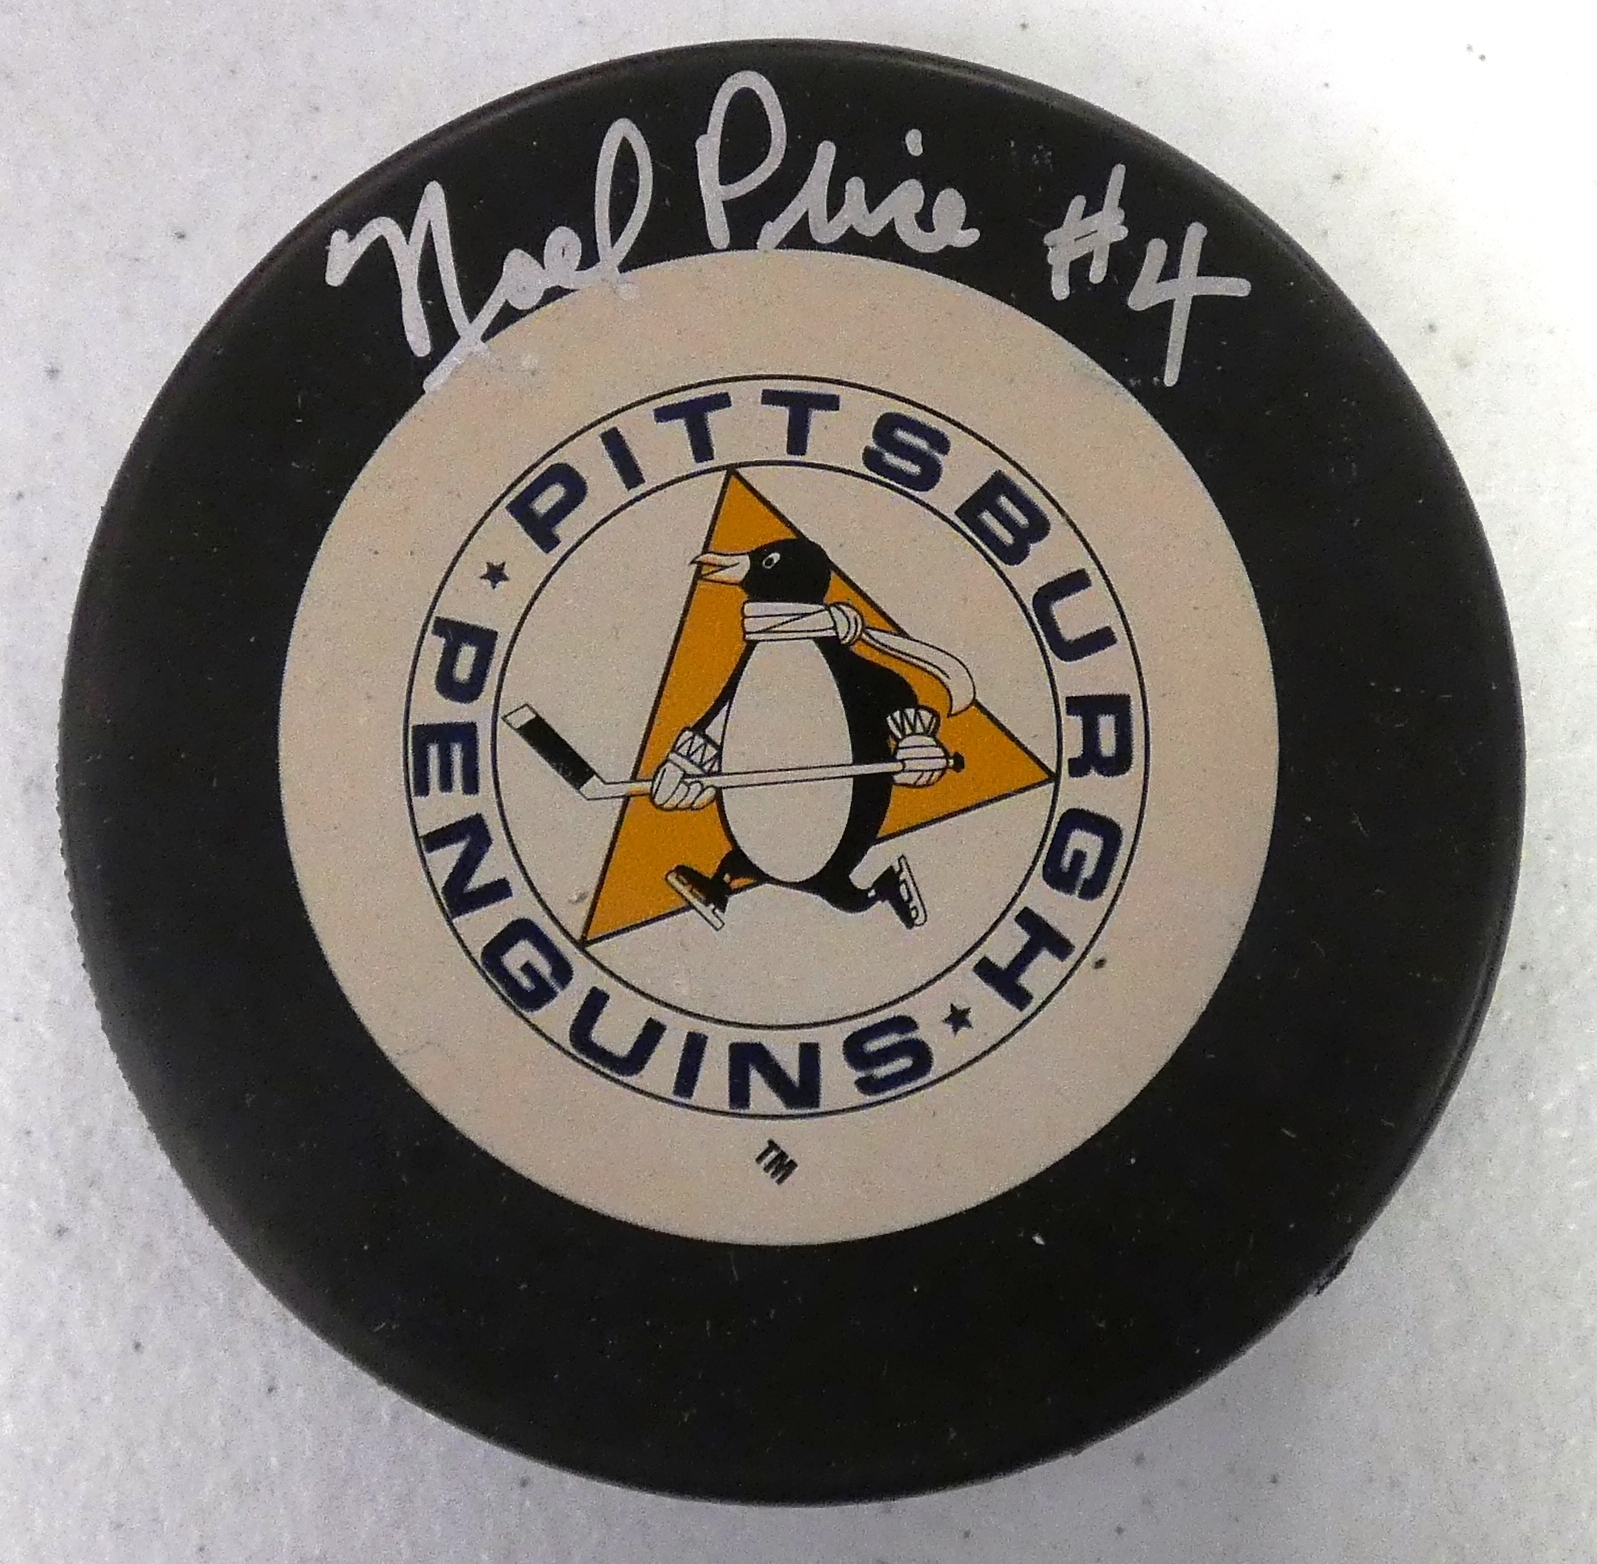 Noel Price #4
PITTSBURGH
PENGUINS
TM